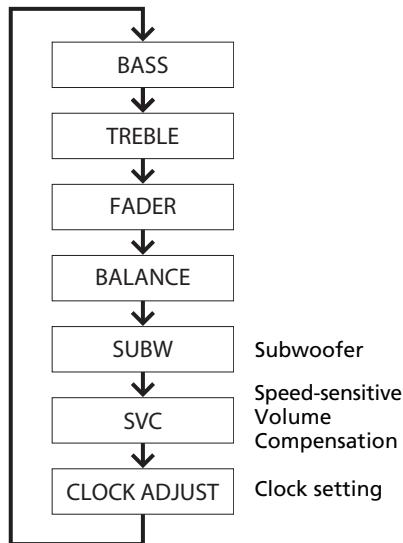 BASS
TREBLE
FADER
BALANCE
SUBW
Subwoofer
SVC
Speed-sensitive
Volume
Compensation
CLOCK ADJUST
Clock setting